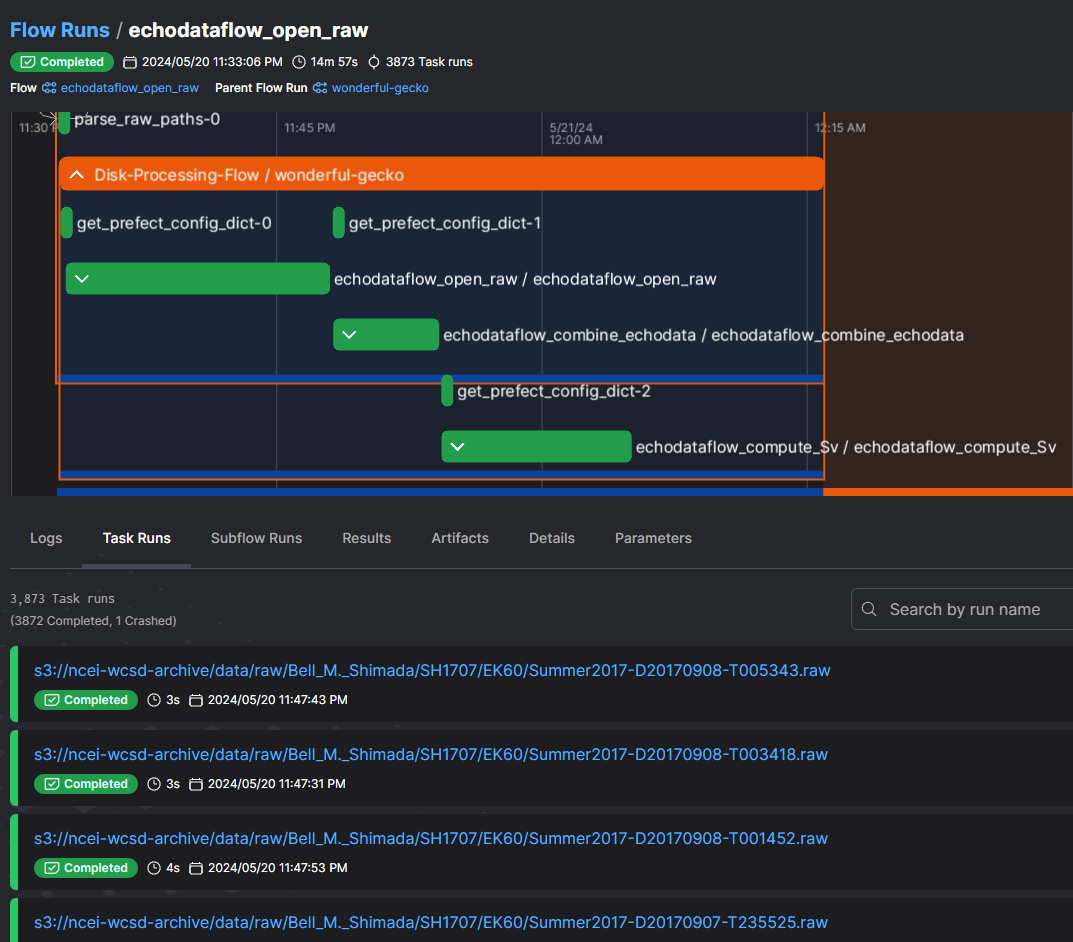 Flow Runs / echodataflow_open_raw
Completed 2024/05/20 11:33:06 PM 14m 57s 3873 Task runs
Flow echodataflow_open_raw Parent Flow Run wonderful-gecko
parse_raw_paths-0
11:30 11:45 PM 5/21/24 12:15 AM
12:00 AM
Disk-Processing-Flow / wonderful-gecko
get_prefect_config_dict-0 get_prefect_config_dict-1
echodataflow_open_raw / echodataflow_open_raw
echodataflow_combine_echodata / echodataflow_combine_echodata
get_prefect_config_dict-2
echodataflow_compute_Sv / echodataflow_compute_Sv
Logs Task Runs Subflow Runs Results Artifacts Details Parameters
3,873 Task runs
(3872 Completed, 1 Crashed)
Search by run name
s3://ncei-wcsd-archive/data/raw/Bell_M._Shimada/SH1707/EK60/Summer2017-D20170908-T005343.raw
Completed 3s 2024/05/20 11:47:43 PM
s3://ncei-wcsd-archive/data/raw/Bell_M._Shimada/SH1707/EK60/Summer2017-D20170908-T003418.raw
Completed 3s 2024/05/20 11:47:31 PM
s3://ncei-wcsd-archive/data/raw/Bell_M._Shimada/SH1707/EK60/Summer2017-D20170908-T001452.raw
Completed 4s 2024/05/20 11:47:53 PM
s3://ncei-wcsd-archive/data/raw/Bell_M._Shimada/SH1707/EK60/Summer2017-D20170907-T235525.raw